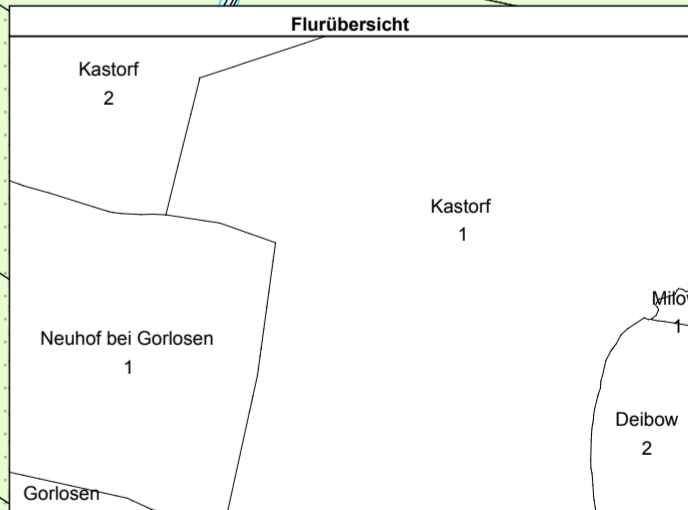 Flurübersicht
Kastorf
2
Kastorf
1
Neuhof bei Gorlosen
1
1
Deibow
2
Gorlosen